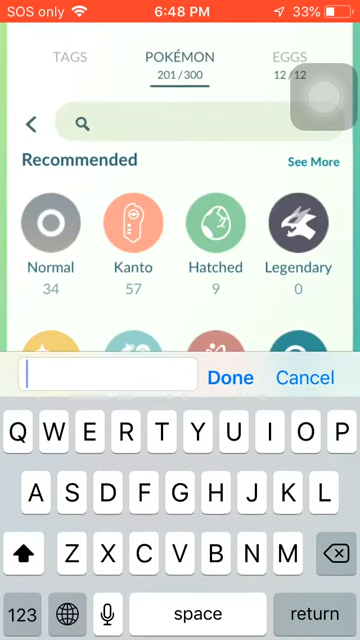 SOS only 6:48 PM 33%
TAGS POKÉMON EGGS
201 / 300 12 / 12
Recommended See More
Normal Kanto Hatched Legendary
34 57 9 0
Done Cancel
Q W E R T Y U I O P
A S D F G H J K L
Z X C V B N M
123 space return